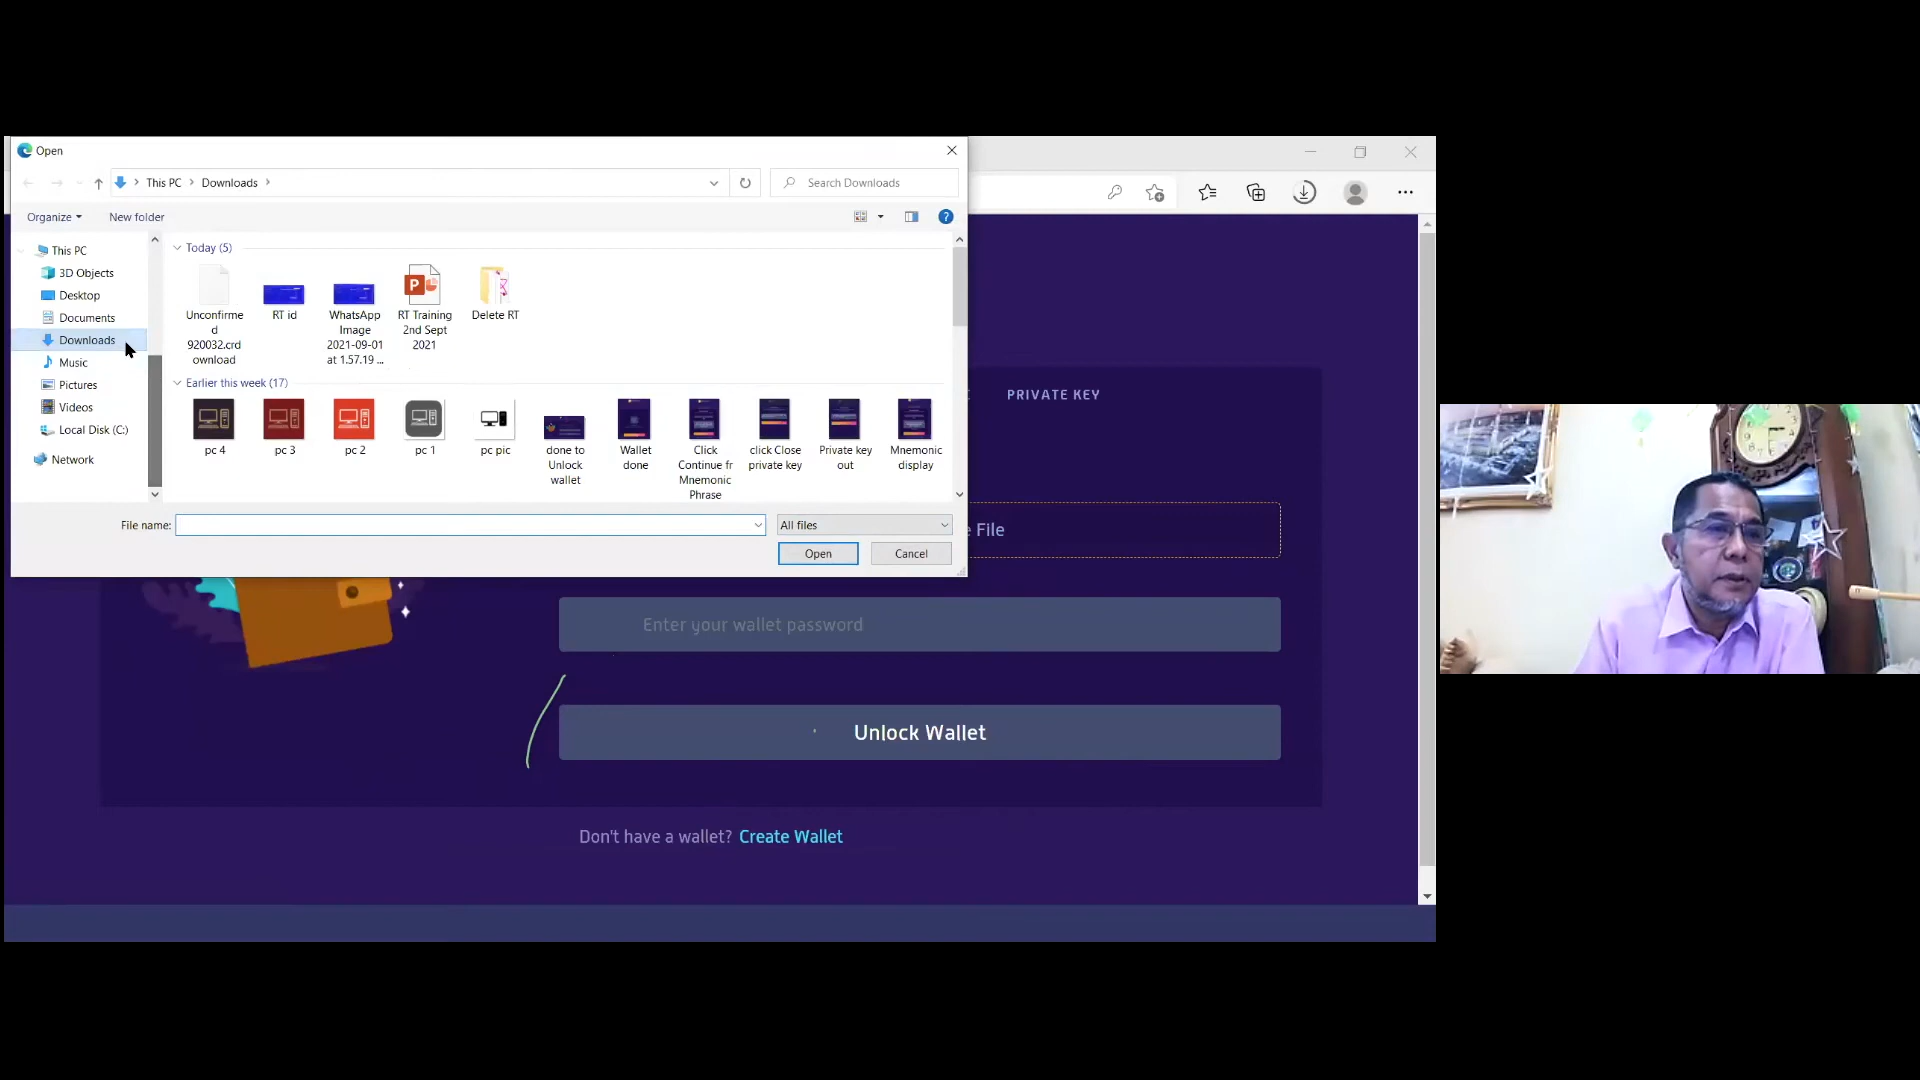 Open
This PC > Downloads >
Search Downloads
Organize
New folder
This PC
3D Objects
Desktop
Documents
Downloads
Music
Pictures
Videos
Local Disk (C:)
Network
Today (5)
Unconfirme
d
920032.crd
ownload
RT id
WhatsApp
Image
2021-09-01
at 1.57.19 ...
RT Training
2nd Sept
2021
Delete RT
Earlier this week (17)
pc 4
pc 3
pc 2
pc 1
pc pic
done to
Unlock
wallet
Wallet
done
Click
Continue fr
Mnemonic
Phrase
click Close
private key
Private key
out
Mnemonic
display
File name:
All files
Open
Cancel
PRIVATE KEY
File
Enter your wallet password
Unlock Wallet
Don't have a wallet? Create Wallet